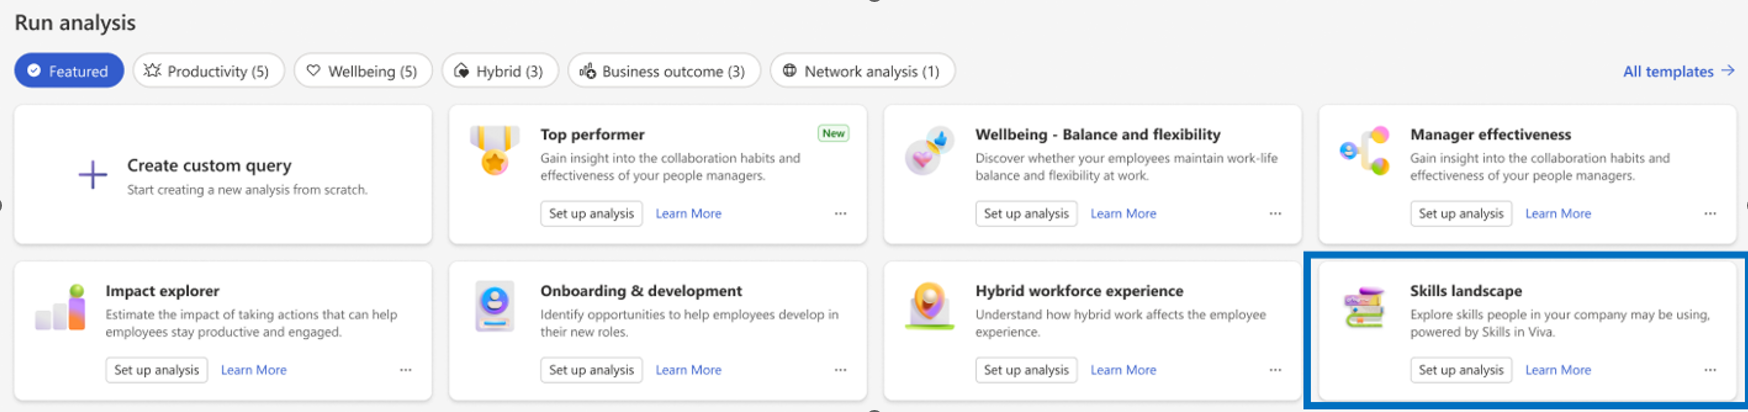 Run analysis
Featured
Productivity (5)
Wellbeing (5)
Hybrid (3)
Business outcome (3)
Network analysis (1)
All templates
Create custom query
Start creating a new analysis from scratch.
Top performer
New
Gain insight into the collaboration habits and
effectiveness of your people managers.
Set up analysis
Learn More
Wellbeing - Balance and flexibility
Discover whether your employees maintain work-life
balance and flexibility at work.
Set up analysis
Learn More
Manager effectiveness
Gain insight into the collaboration habits and
effectiveness of your people managers.
Set up analysis
Learn More
Impact explorer
Estimate the impact of taking actions that can help
employees stay productive and engaged.
Set up analysis
Learn More
Onboarding & development
Identify opportunities to help employees develop in
their new roles.
Set up analysis
Learn More
Hybrid workforce experience
Understand how hybrid work affects the employee
experience.
Set up analysis
Learn More
Skills landscape
Explore skills people in your company may be using,
powered by Skills in Viva.
Set up analysis
Learn More